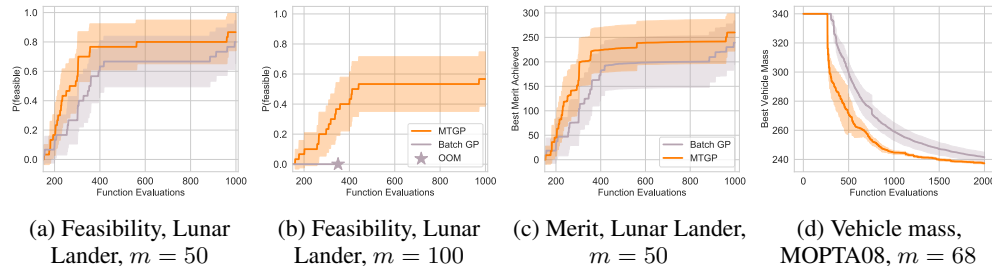 1.0
0.8
0.6
0.4
0.2
0.0
P(feasible)
200 400 600 800 1000
Function Evaluations
1.0
0.8
0.6
0.4
0.2
0.0
P(feasible)
MTGP
Batch GP
OOM
200 400 600 800 1000
Function Evaluations
300
250
200
150
100
50
0
Best Merit Achieved
Batch GP
MTGP
200 400 600 800 1000
Function Evaluations
340
320
300
280
260
240
Best Vehicle Mass
0 500 1000 1500 2000
Function Evaluations
(a) Feasibility, Lunar
Lander, m = 50
(b) Feasibility, Lunar
Lander, m = 100
(c) Merit, Lunar Lander,
m = 50
(d) Vehicle mass,
MOPTA08, m = 68